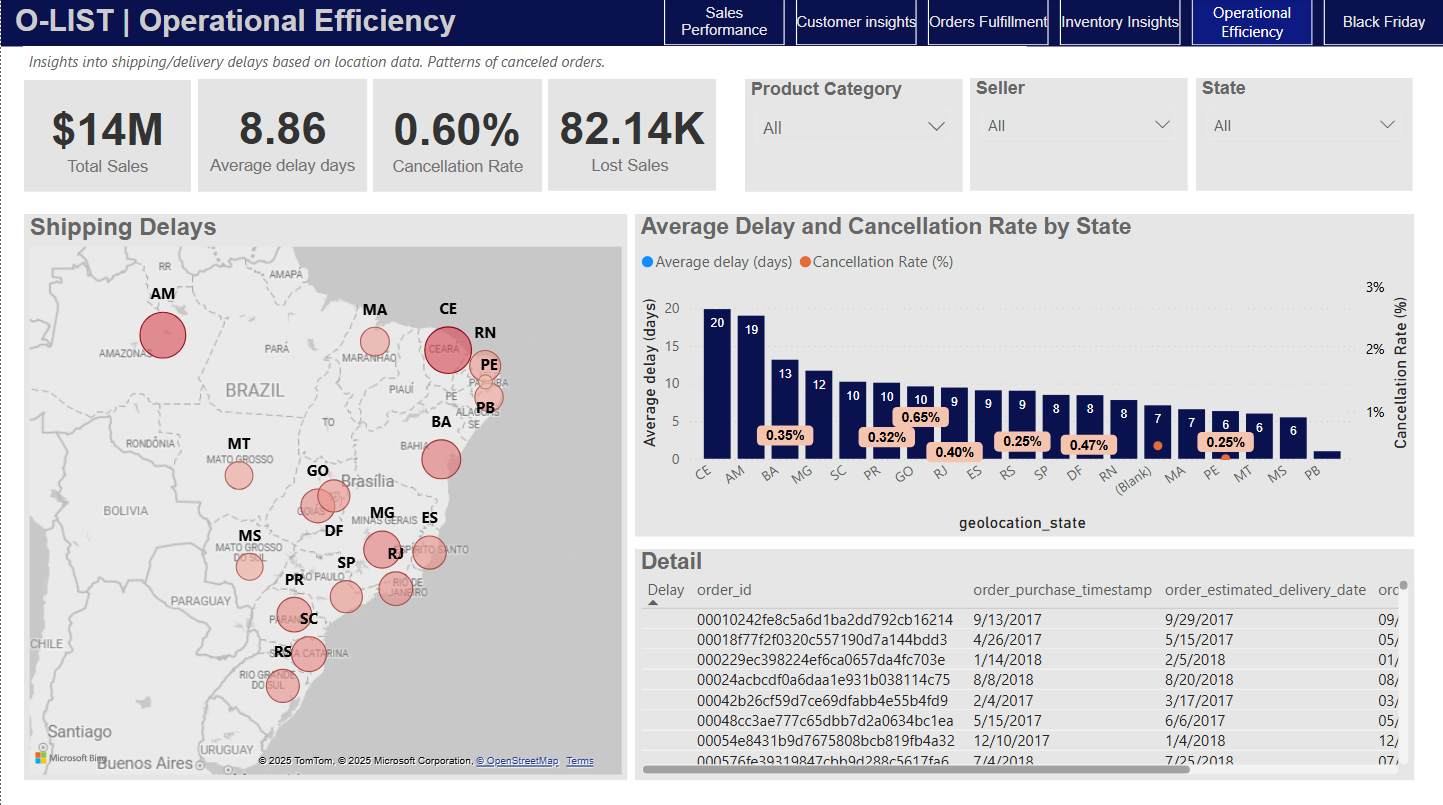 O-LIST | Operational Efficiency
Sales
Performance
Customer insights
Orders Fulfillment
Inventory Insights
Operational
Efficiency
Black Friday
Insights into shipping/delivery delays based on location data. Patterns of canceled orders.
$14M
Total Sales
8.86
Average delay days
0.60%
Cancellation Rate
82.14K
Lost Sales
Product Category
All
Seller
All
State
All
Shipping Delays
RR
AMAPÁ
AM
AMAZONAS
PARÁ
MA
MARANHÃO
CE
CEARÁ
RN
PE
PB
BRAZIL
PIAUÍ
PE
SE
TO
BA
BAHIA
RONDÔNIA
MT
MATO GROSSO
GO
Brasília
GOIÁS
DF
BOLIVIA
MG
MINAS GERAIS
ES
ESPÍRITO SANTO
MS
MATO GROSSO
DO SUL
SP
SÃO PAULO
RJ
RIO DE
JANEIRO
PR
PARAGUAY
SC
SANTA CATARINA
RS
RIO GRANDE
DO SUL
CHILE
Santiago
URUGUAY
Buenos Aires
Microsoft Bing
© 2025 TomTom, © 2025 Microsoft Corporation, © OpenStreetMap Terms
Average Delay and Cancellation Rate by State
Average delay (days) Cancellation Rate (%)
Average delay (days)
20
15
10
5
0
20
19
13
12
10
10
10
9
9
9
8
8
8
7
7
6
6
6
0.35%
0.32%
0.65%
0.40%
0.25%
0.47%
0.25%
3%
2%
1%
Cancellation Rate (%)
CE AM BA MG SC PR GO RJ ES RS SP DF RN (Blank) MA PE MT MS PB
geolocation_state
Detail
Delay order_id order_purchase_timestamp order_estimated_delivery_date orc
00010242fe8c5a6d1ba2dd792cb16214 9/13/2017 9/29/2017 09/
00018f77f2f0320c557190d7a144bdd3 4/26/2017 5/15/2017 05/
000229ec398224ef6ca0657da4fc703e 1/14/2018 2/5/2018 01/
00024acbcdf0a6daa1e931b038114c75 8/8/2018 8/20/2018 08/
00042b26cf59d7ce69dfabb4e55b4fd9 2/4/2017 3/17/2017 03/
00048cc3ae777c65dbb7d2a0634bc1ea 5/15/2017 6/6/2017 05/
00054e8431b9d7675808bcb819fb4a32 12/10/2017 1/4/2018 12/
000576fe39319847cbb9d288c5617fa6 7/4/2018 7/25/2018 07/